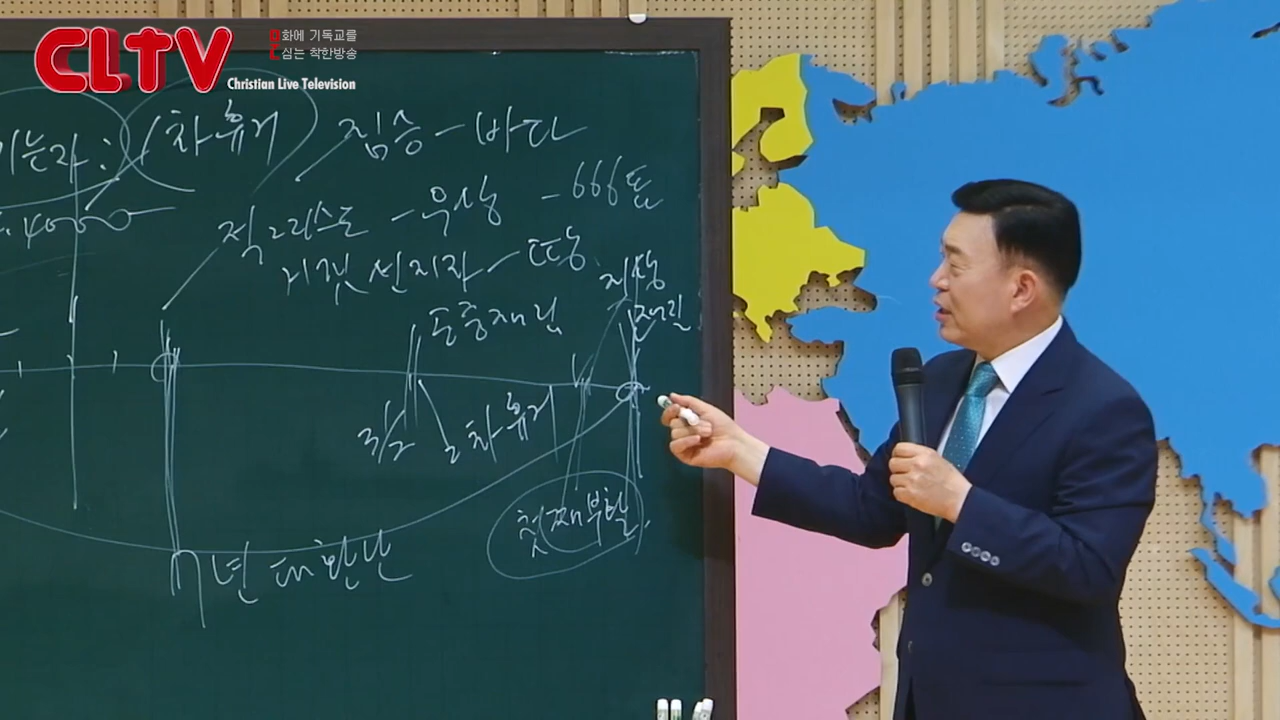 CLTV
문화에 기독교를
심는 착한방송
Christian Live Television
기는자: 1차 휴거
짐승 - 바다
적그리스도 - 우상 - 666표
거짓 선지자 - 땅
지상
재림
공중재림
3/2
2차 휴거
첫째부활
7년 대환난